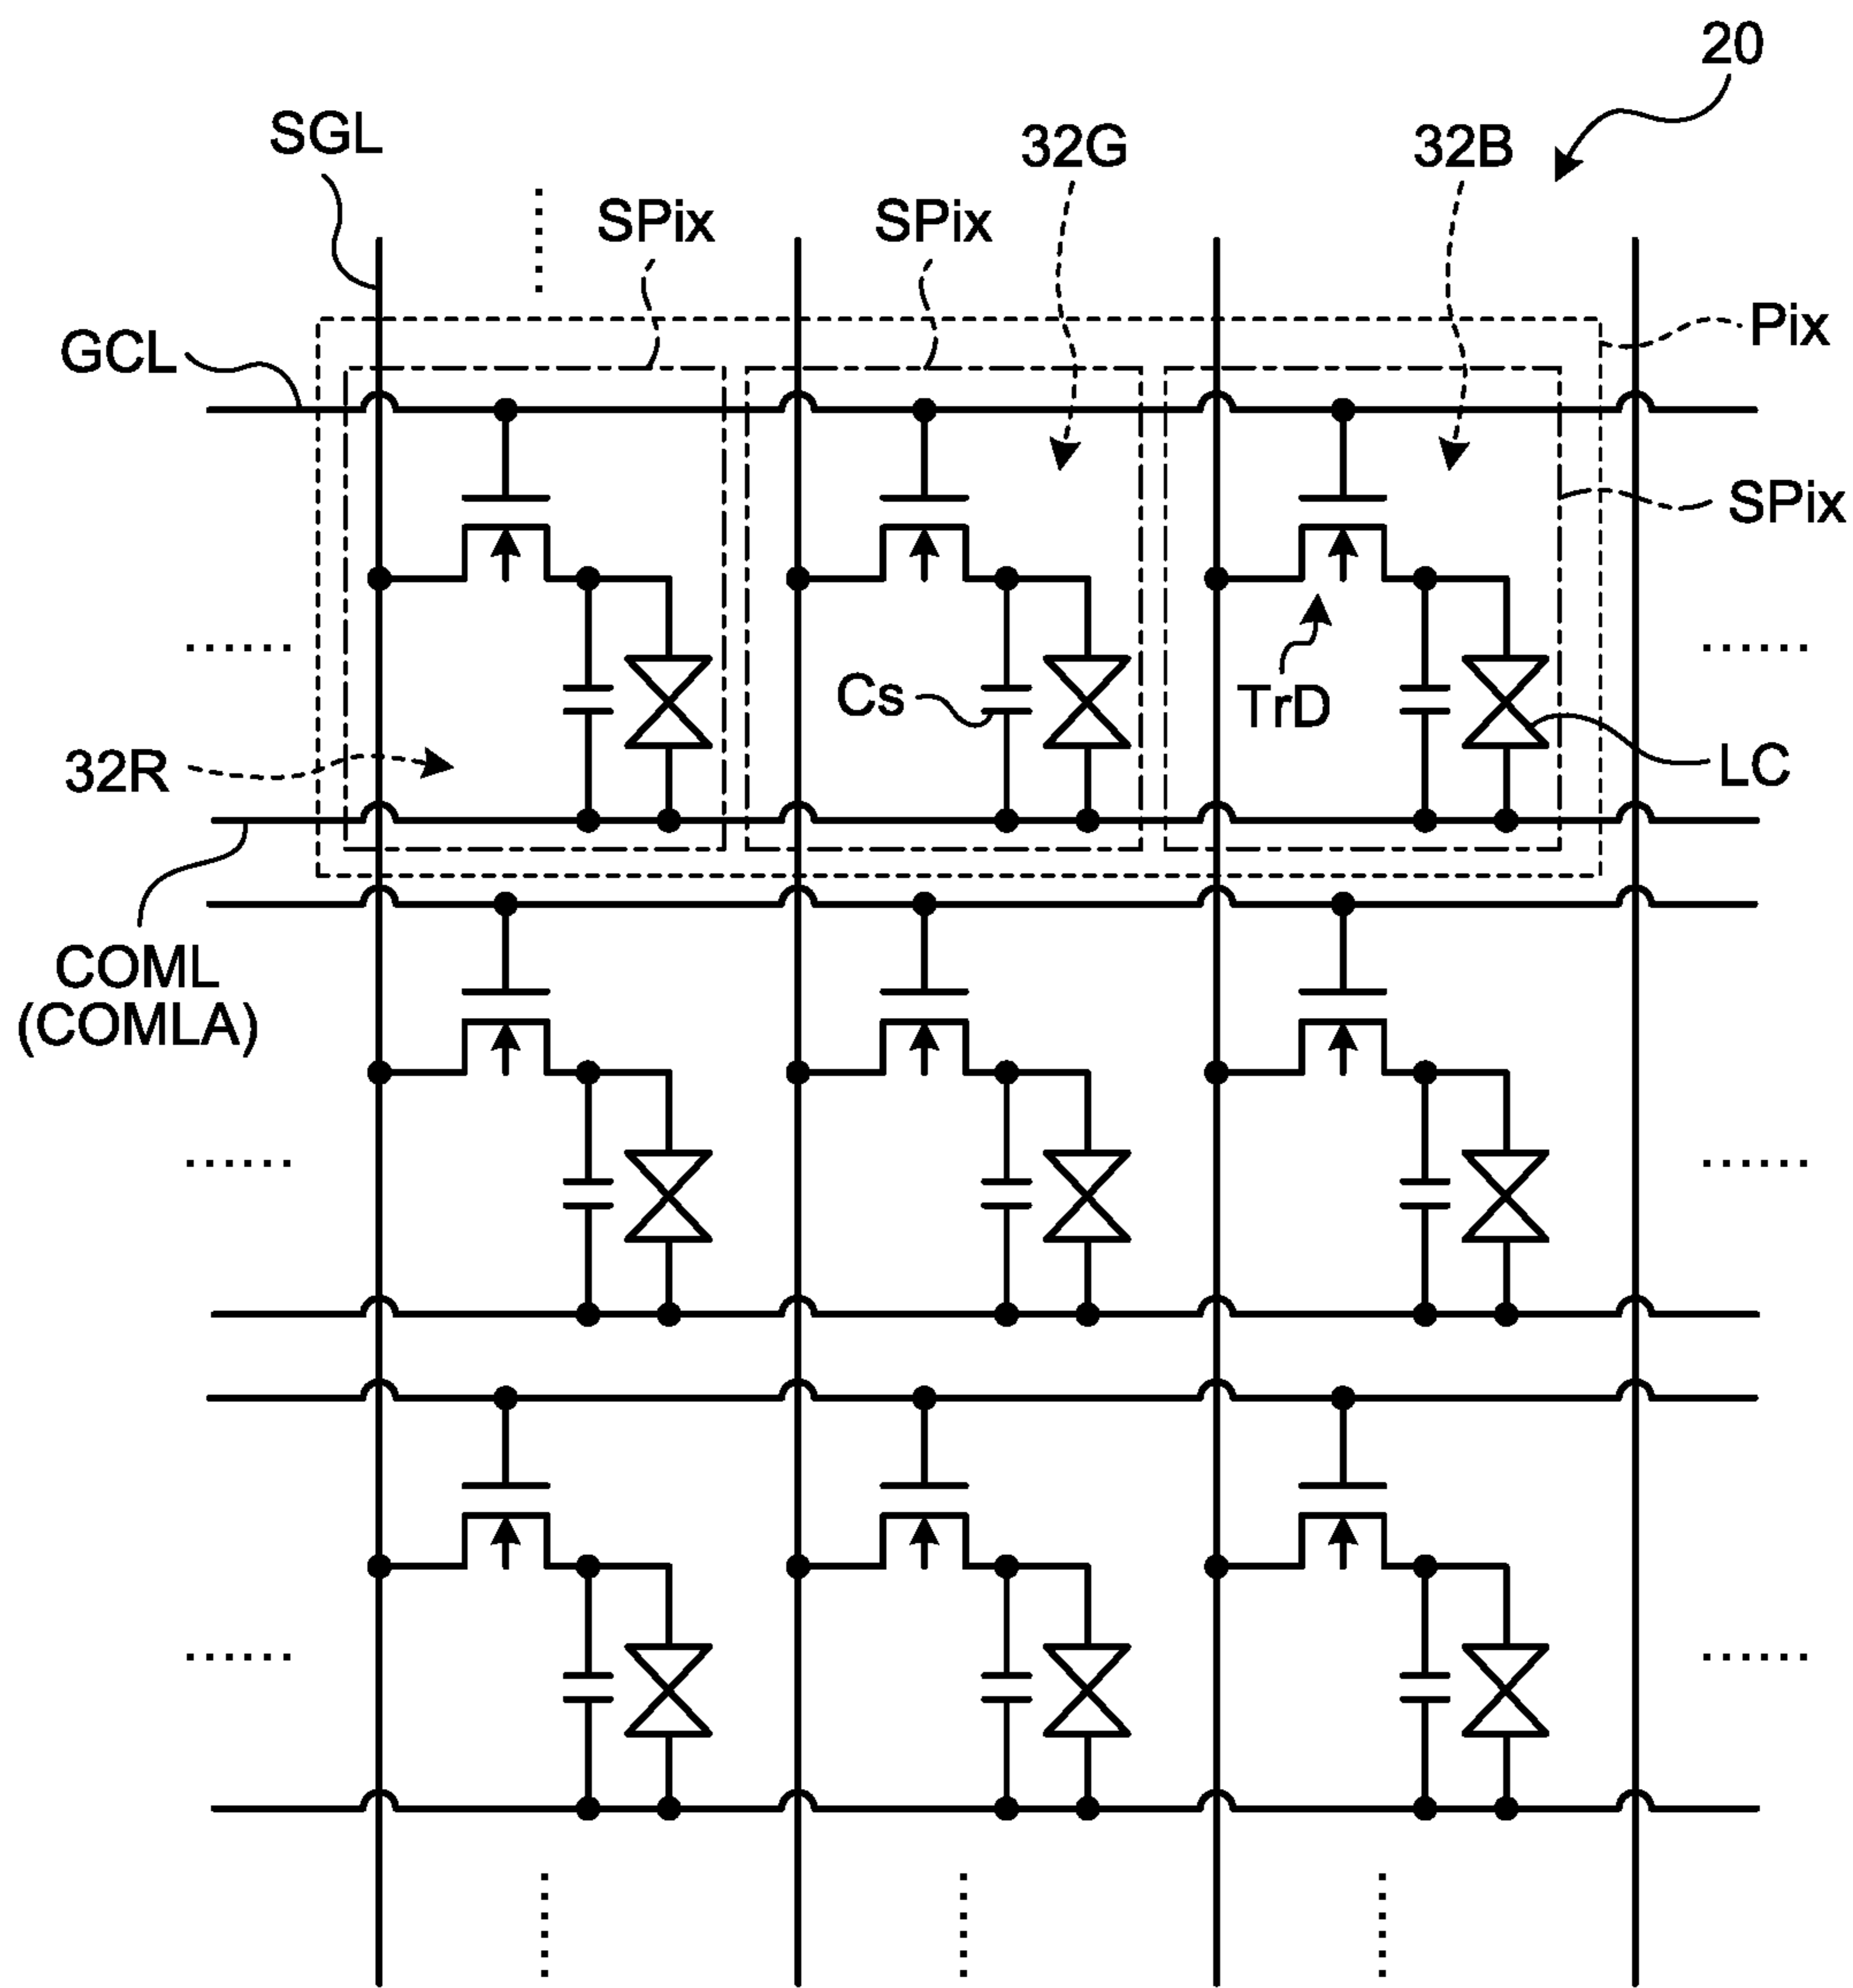 20
SGL
32G
32B
SPix
SPix
Pix
GCL
SPix
Cs
TrD
32R
LC
COML
(COMLA)